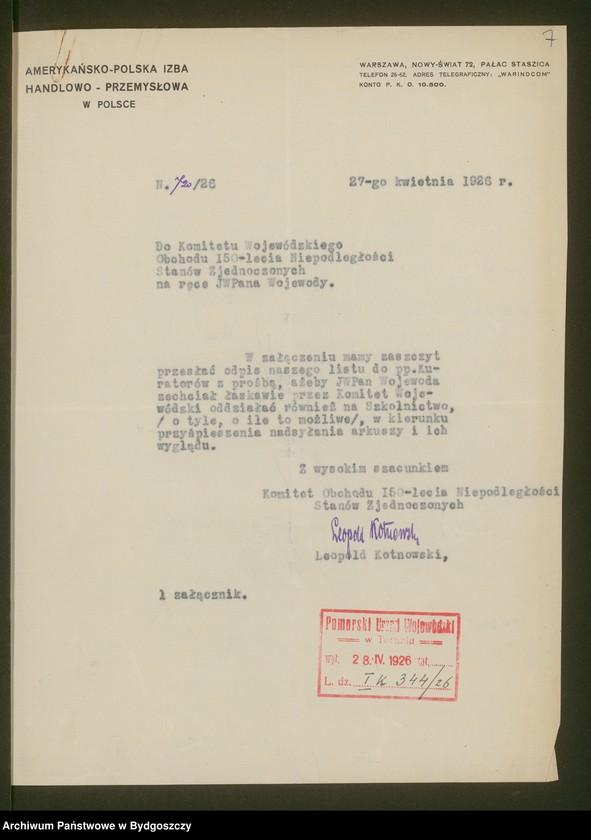 7
AMERYKAŃSKO-POLSKA IZBA
HANDLOWO - PRZEMYSŁOWA
W POLSCE
WARSZAWA, NOWY-ŚWIAT 72, PAŁAC STASZICA
TELEFON 26-62. ADRES TELEGRAFICZNY: „WARINDCOM"
KONTO P. K. O. 10.500.
N. 720/26
27-go kwietnia 1926 r.
Do Komitetu Wojewódzkiego
Obchodu I50-lecia Niepodległości
Stanów Zjednoczonych
na ręce JWPana Wojewody.
W załączeniu mamy zaszczyt
przesłać odpis naszego listu do pp.Ku-
ratorów z prośbą, ażeby JWPan Wojewoda
zechciał łaskawie przez Komitet Woje-
wódzki oddziałać również na Szkolnictwo,
/ o tyle, o ile to możliwe/, w kierunku
przyśpieszenia nadsyłania arkuszy i ich
wyglądu.
Z wysokim szacunkiem
Komitet Obchodu I50-lecia Niepodległości
Stanów Zjednoczonych
Leopold Kotnowski
Leopold Kotnowski,
1 załącznik.
Pomorski Urząd Wojewódzki
w Toruniu
wpł. 28.IV.1926 zał.
L. dz. I K 344/26
Archiwum Państwowe w Bydgoszczy